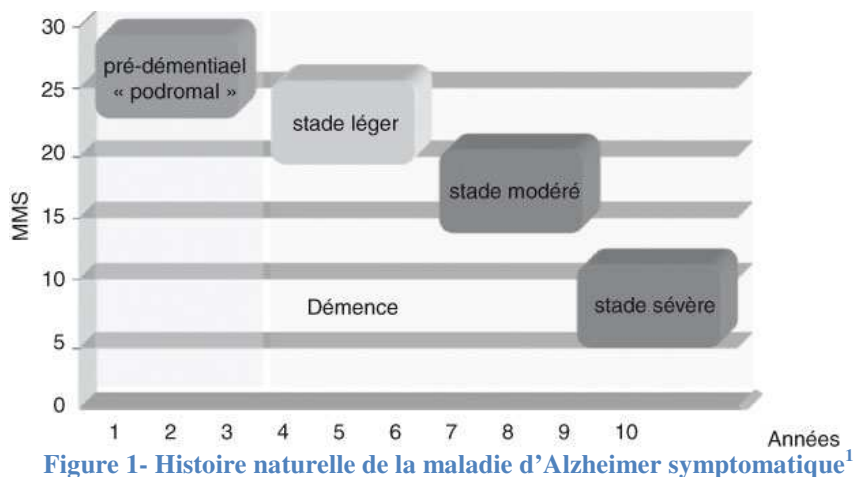 30
pré-démentiael
« podromal »
25
stade léger
20
stade modéré
MMS
15
10
stade sévère
Démence
5
0
1 2 3 4 5 6 7 8 9 10
Années
Figure 1- Histoire naturelle de la maladie d’Alzheimer symptomatique1